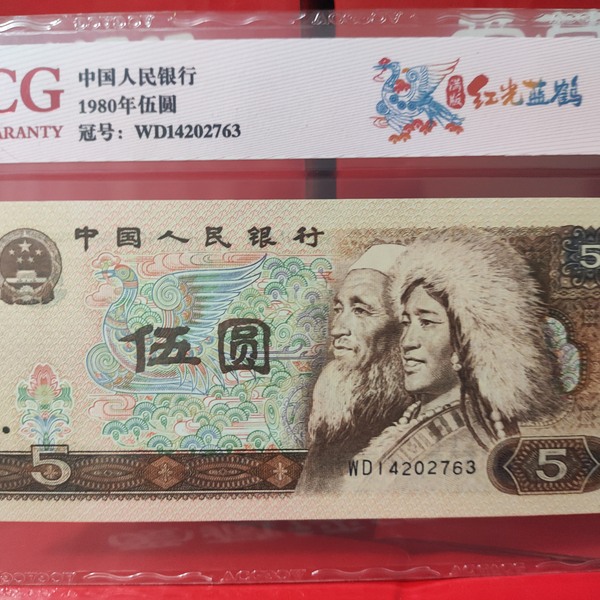 CG
中国人民银行
1980年伍圆
冠号: WD14202763
ARANTY
满版
红光蓝鹤
中国人民银行
伍圆
5
5
WD14202763
5